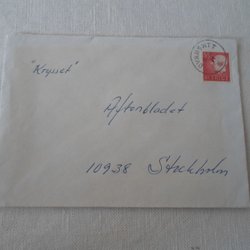 "Krysset"
Aftonbladet
10938 Stockholm